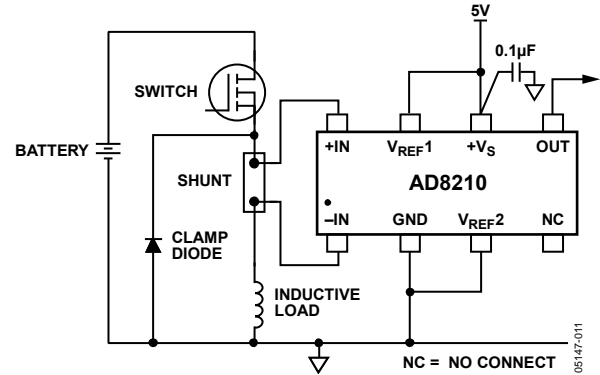 5V
0.1µF
SWITCH
BATTERY
SHUNT
CLAMP
DIODE
INDUCTIVE
LOAD
+IN VREF1 +VS OUT
AD8210
–IN GND VREF2 NC
NC = NO CONNECT
05147-011